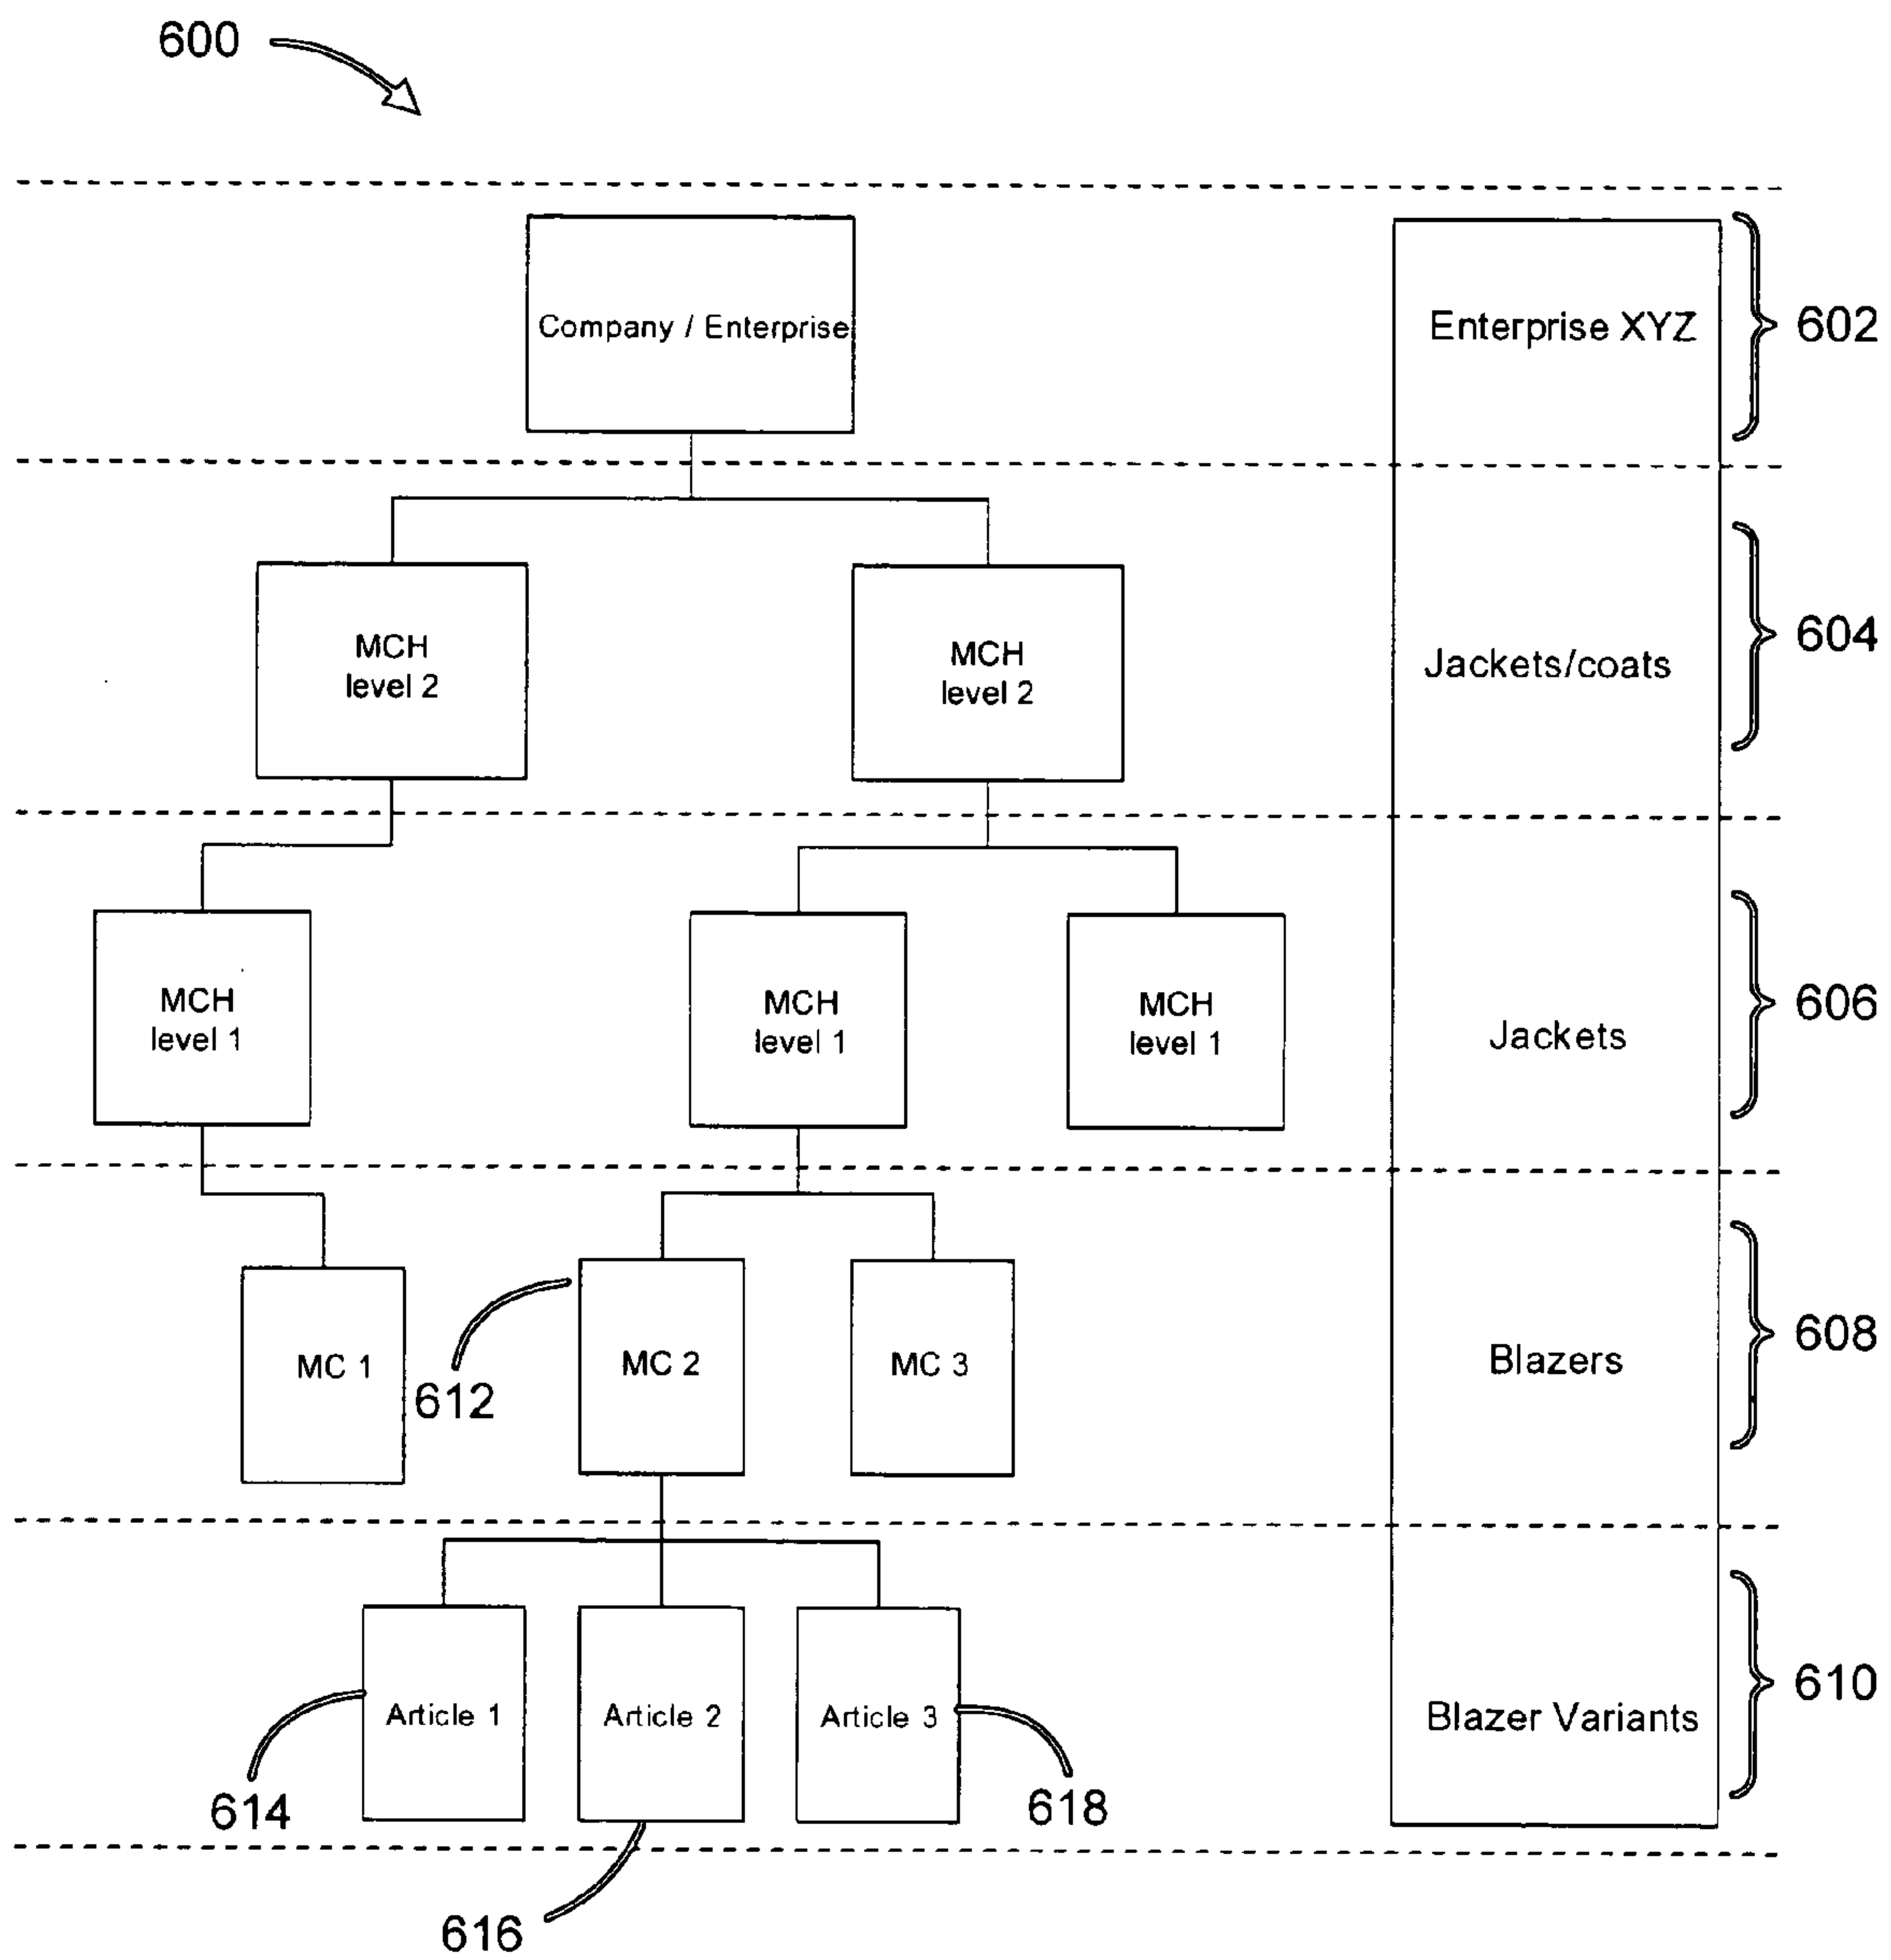 600
Company / Enterprise
Enterprise XYZ
602
MCH
level 2
MCH
level 2
Jackets/coats
604
MCH
level 1
MCH
level 1
MCH
level 1
Jackets
606
MC 1
612
MC 2
MC 3
Blazers
608
Article 1
Article 2
Article 3
Blazer Variants
610
614
616
618